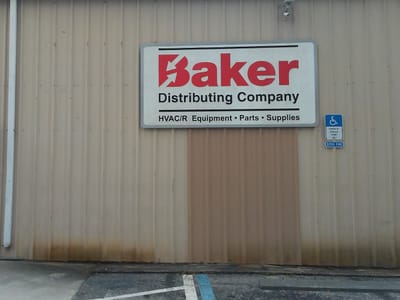 Baker
Distributing Company
HVAC/R Equipment • Parts • Supplies